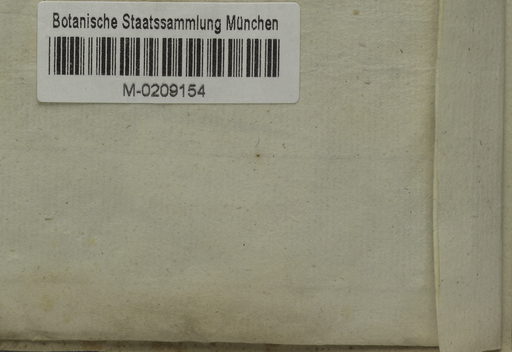 Botanische Staatssammlung München
M-0209154